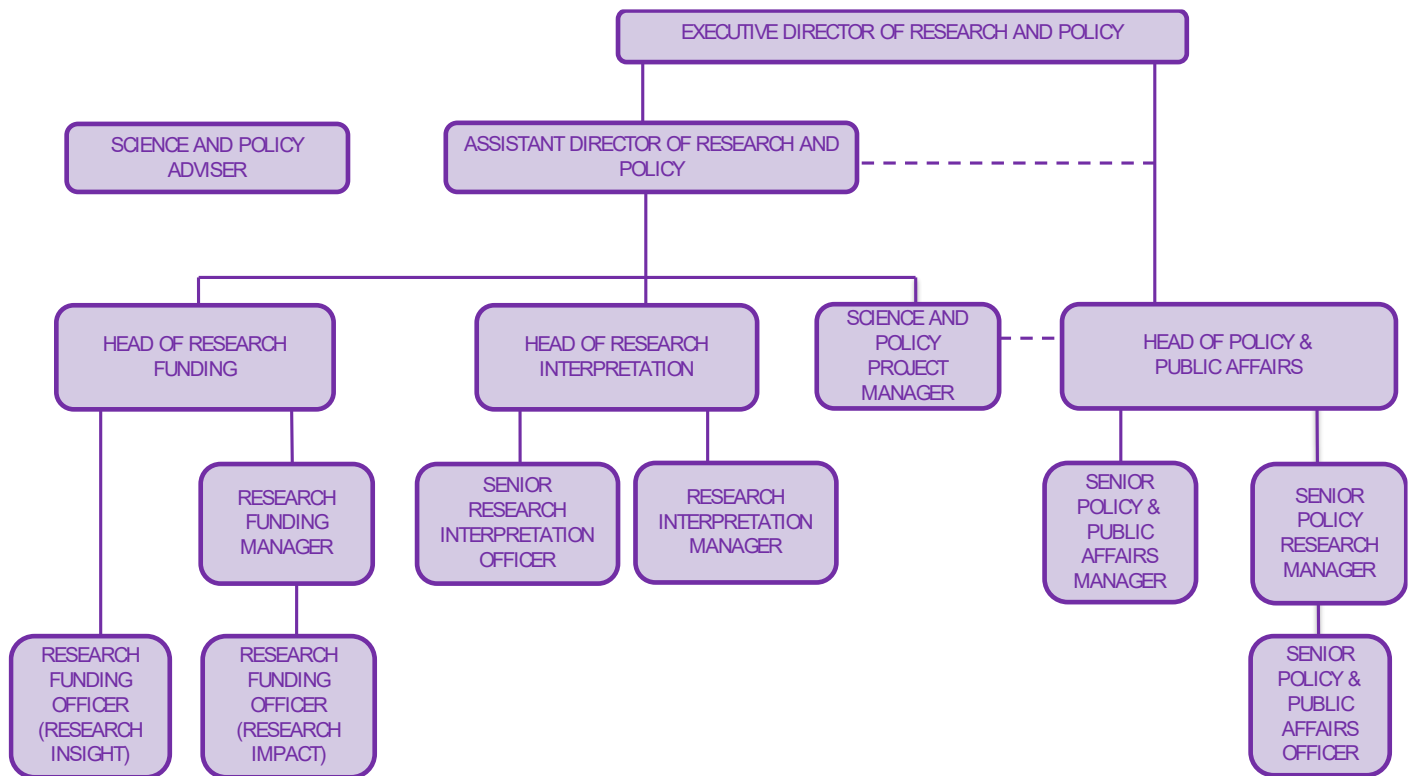 EXECUTIVE DIRECTOR OF RESEARCH AND POLICY
SCIENCE AND POLICY
ADVISER
ASSISTANT DIRECTOR OF RESEARCH AND
POLICY
HEAD OF RESEARCH
FUNDING
HEAD OF RESEARCH
INTERPRETATION
SCIENCE AND
POLICY
PROJECT
MANAGER
HEAD OF POLICY &
PUBLIC AFFAIRS
RESEARCH
FUNDING
MANAGER
SENIOR
RESEARCH
INTERPRETATION
OFFICER
RESEARCH
INTERPRETATION
MANAGER
SENIOR
POLICY &
PUBLIC
AFFAIRS
MANAGER
SENIOR
POLICY
RESEARCH
MANAGER
RESEARCH
FUNDING
OFFICER
(RESEARCH
INSIGHT)
RESEARCH
FUNDING
OFFICER
(RESEARCH
IMPACT)
SENIOR
POLICY &
PUBLIC
AFFAIRS
OFFICER